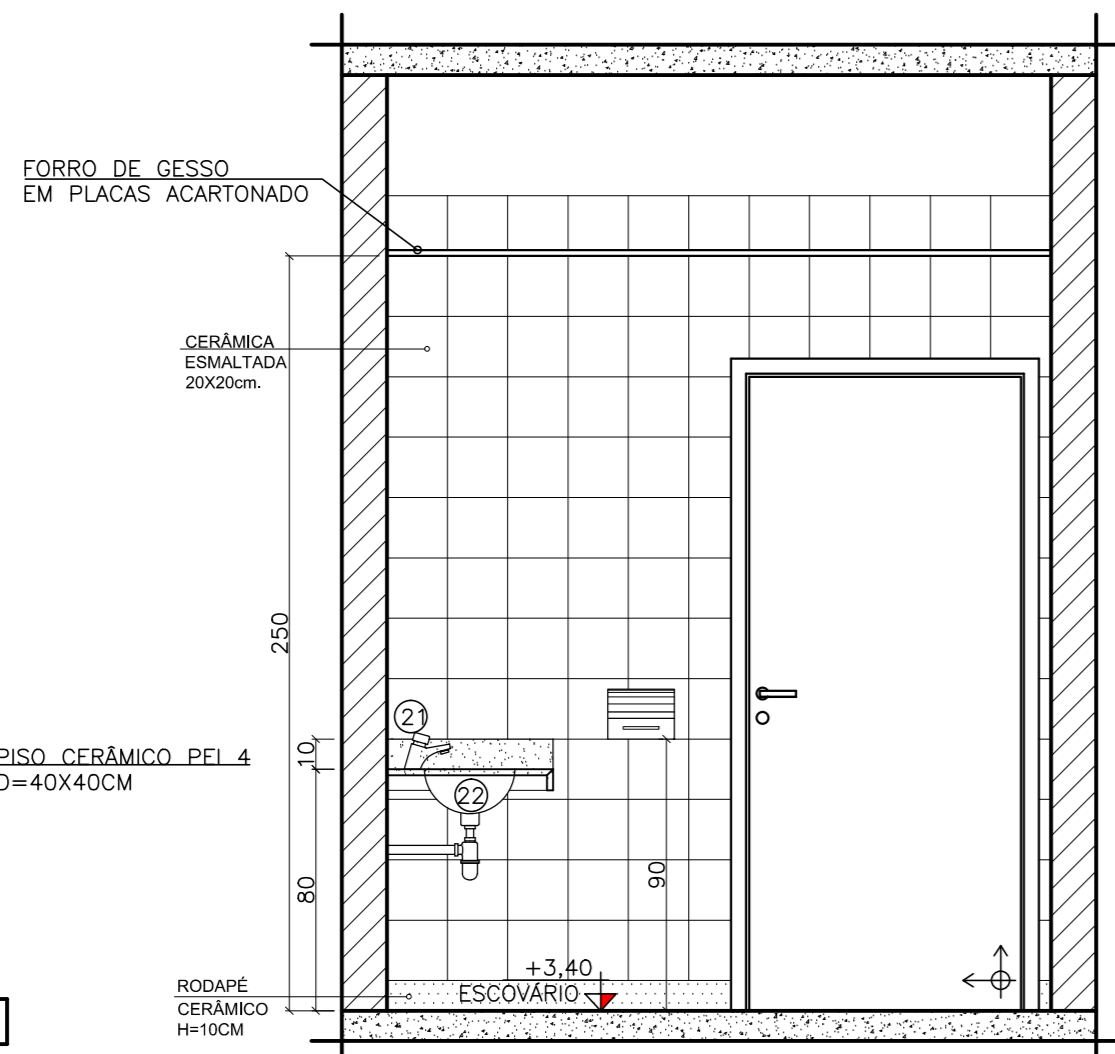 FORRO DE GESSO
EM PLACAS ACARTONADO
CERÂMICA
ESMALTADA
20X20cm.
250
21
10
PISO CERÂMICO PEI 4
D=40X40CM
22
80
90
+3,40
ESCOVÁRIO
RODAPÉ
CERÂMICO
H=10CM